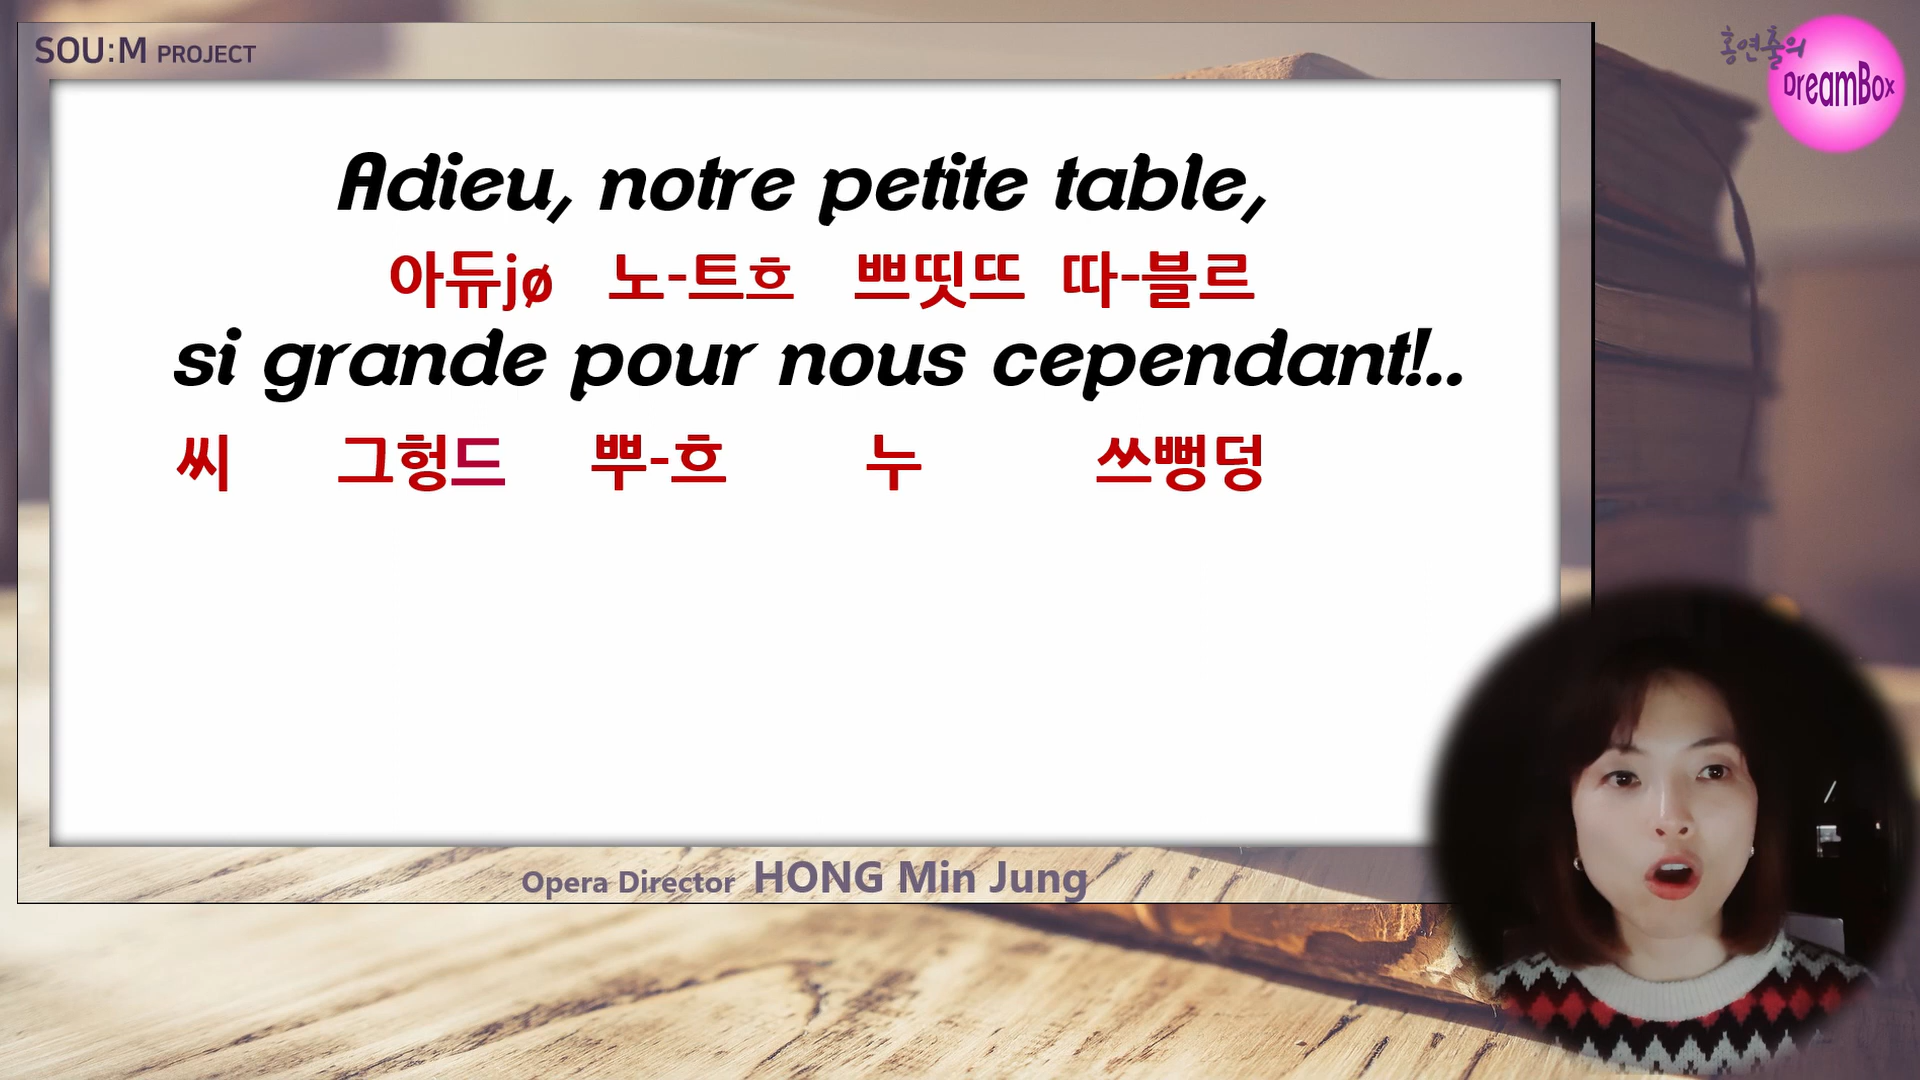 SOU:M PROJECT
홍연출의
DreamBox
Adieu, notre petite table,
아듀jø 노-트흐 쁘띳뜨 따-블르
si grande pour nous cependant!..
씨 그헝드 뿌-흐 누 쓰뻥덩
Opera Director HONG Min Jung